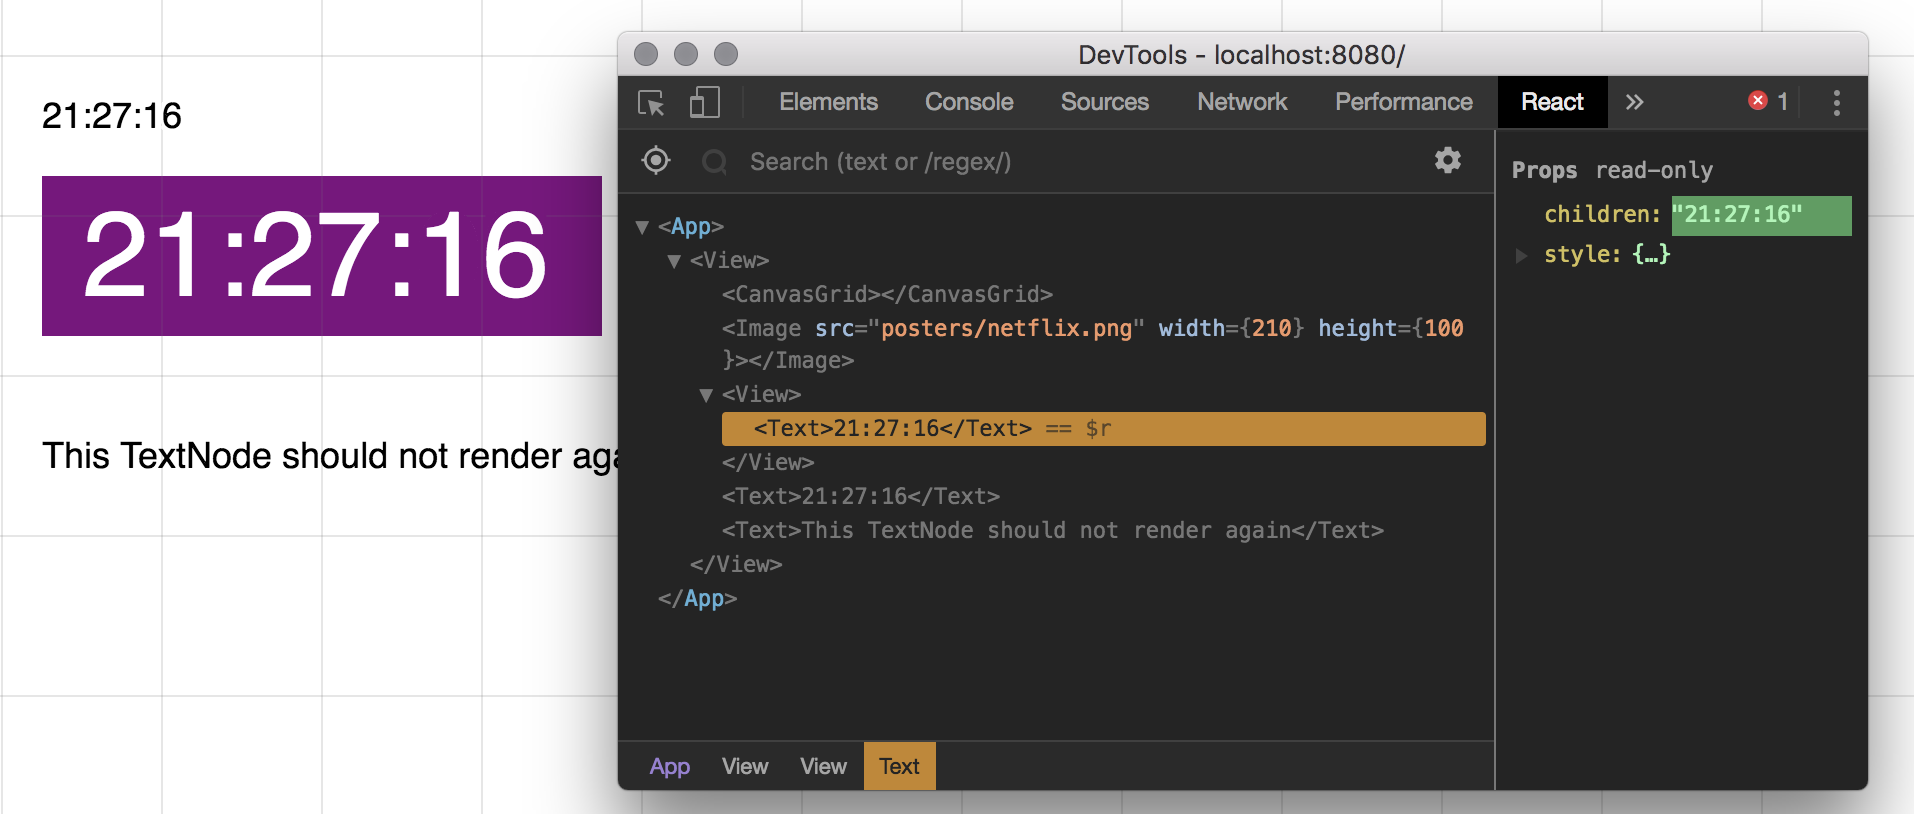 21:27:16
21:27:16
This TextNode should not render aga
DevTools - localhost:8080/
Elements Console Sources Network Performance React » 1
Search (text or /regex/)
▼ <App>
▼ <View>
<CanvasGrid></CanvasGrid>
<Image src="posters/netflix.png" width={210} height={100
}></Image>
▼ <View>
<Text>21:27:16</Text> == $r
</View>
<Text>21:27:16</Text>
<Text>This TextNode should not render again</Text>
</View>
</App>
App View View Text
Props read-only
children: "21:27:16"
style: {…}